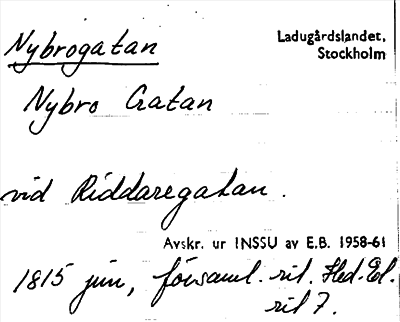 Nybrogatan
Ladugårdslandet,
Stockholm
Nybro Gatan
vid Riddaregatan.
Avskr. ur INSSU av E.B. 1958-61
1815 jun, församl. rit. Hed. El.
rit 7.